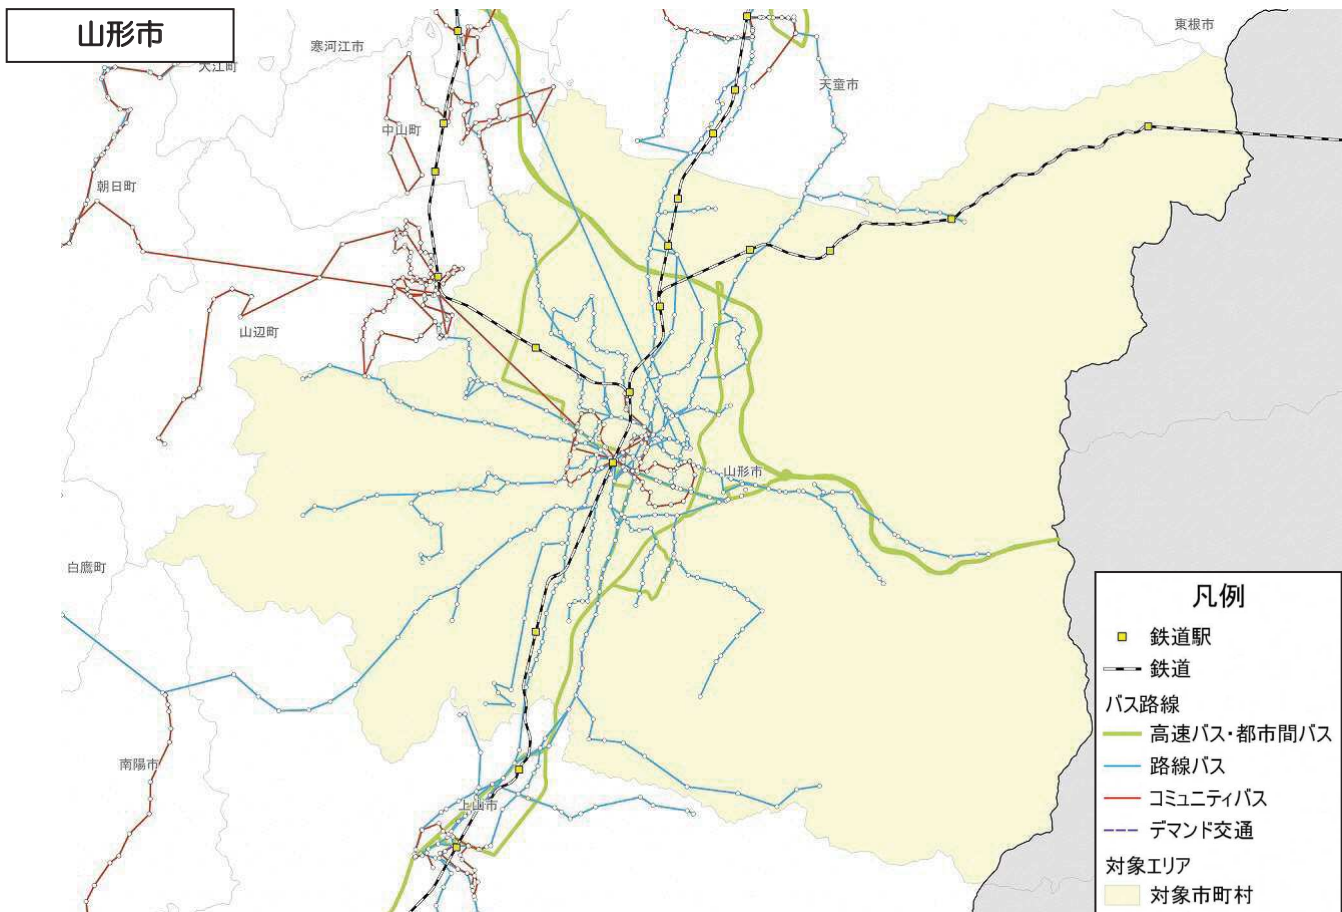 山形市
東根市
寒河江市
大江町
天童市
中山町
朝日町
山辺町
山形市
白鷹町
南陽市
上山市
凡例
鉄道駅
鉄道
バス路線
高速バス・都市間バス
路線バス
コミュニティバス
デマンド交通
対象エリア
対象市町村